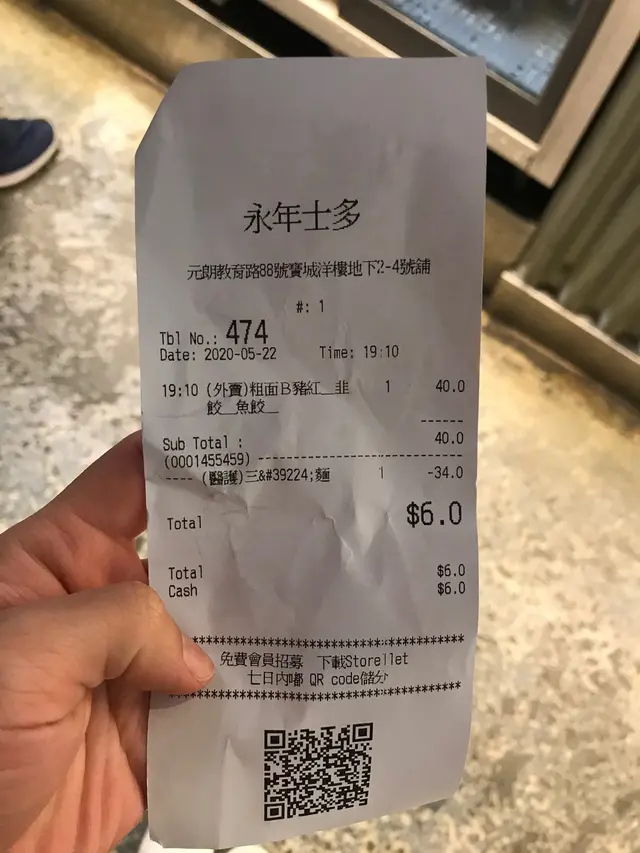 永年士多
元朗教育路88號寶城洋樓地下2-4號舖
#: 1
Tbl No.: 474
Date: 2020-05-22 Time: 19:10
19:10 (外賣)粗面B豬紅__韭 1 40.0
餃__魚餃__
------
Sub Total : 40.0
(0001455459) ------------------------------
---- (醫護)三&#39224;麵 1 -34.0
Total $6.0
Total $6.0
Cash $6.0
****************************************
免費會員招募 下載Storellet
七日內嘟 QR code儲分
****************************************